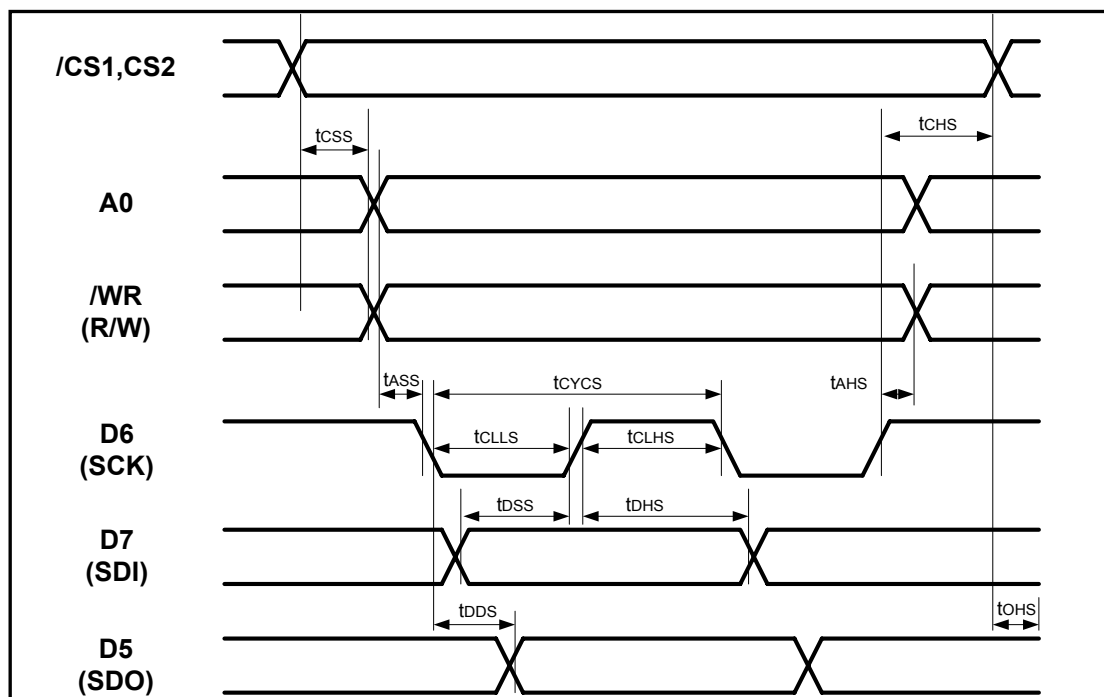 /CS1,CS2
tCSS
tCHS
A0
/WR
(R/W)
tASS
tCYCS
tAHS
D6
(SCK)
tCLLS
tCLHS
tDSS
tDHS
D7
(SDI)
tDDS
tOHS
D5
(SDO)